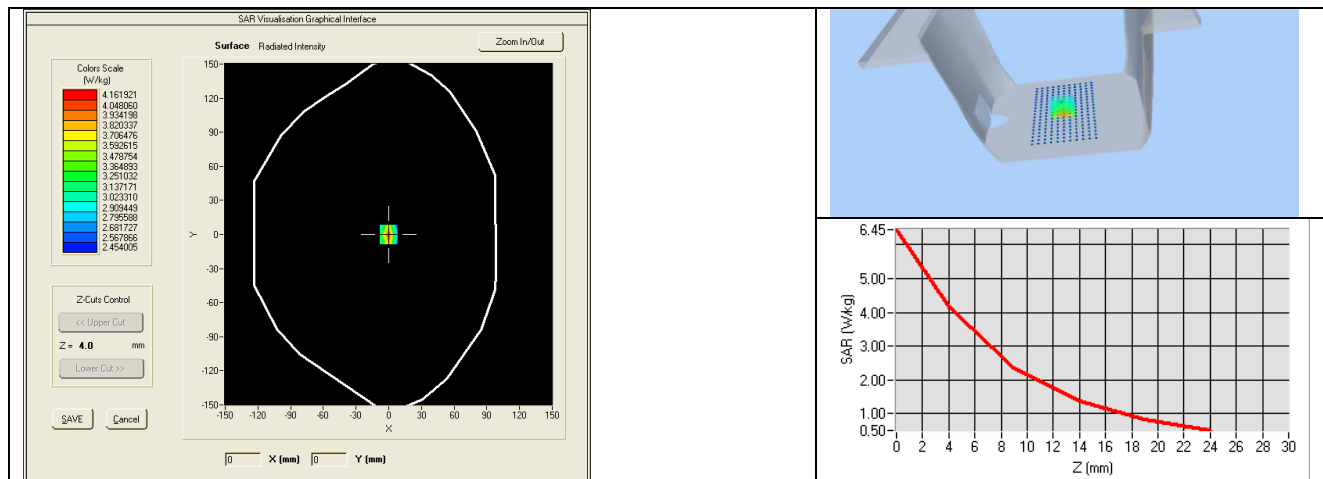 SAR Visualisation Graphical Interface
Surface Radiated Intensity
Zoom In/Out
Colors Scale
(W/kg)
4.161921
4.048060
3.934198
3.820337
3.706476
3.592615
3.478754
3.364893
3.251032
3.137171
3.023310
2.909449
2.795588
2.681727
2.567866
2.454005
Z-Cuts Control
<< Upper Cut
Z = 4.0 mm
Lower Cut >>
SAVE Cancel
150-
120-
90-
60-
30-
0-
-30-
-60-
-90-
-120-
-150-
Y
-150 -120 -90 -60 -30 0 30 60 90 120 150
X
0 X (mm) 0 Y (mm)
6.45-
5.00-
4.00-
3.00-
2.00-
1.00-
0.50-
SAR (W/kg)
0 2 4 6 8 10 12 14 16 18 20 22 24 26 28 30
Z (mm)